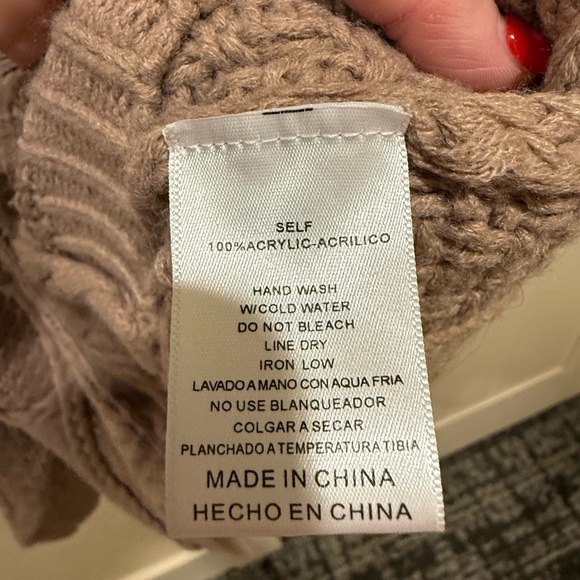 SELF
100%ACRYLIC-ACRILICO
HAND WASH
W/COLD WATER
DO NOT BLEACH
LINE DRY
IRON LOW
LAVADO A MANO CON AQUA FRIA
NO USE BLANQUEADOR
COLGAR A SECAR
PLANCHADO A TEMPERATURA TIBIA
MADE IN CHINA
HECHO EN CHINA